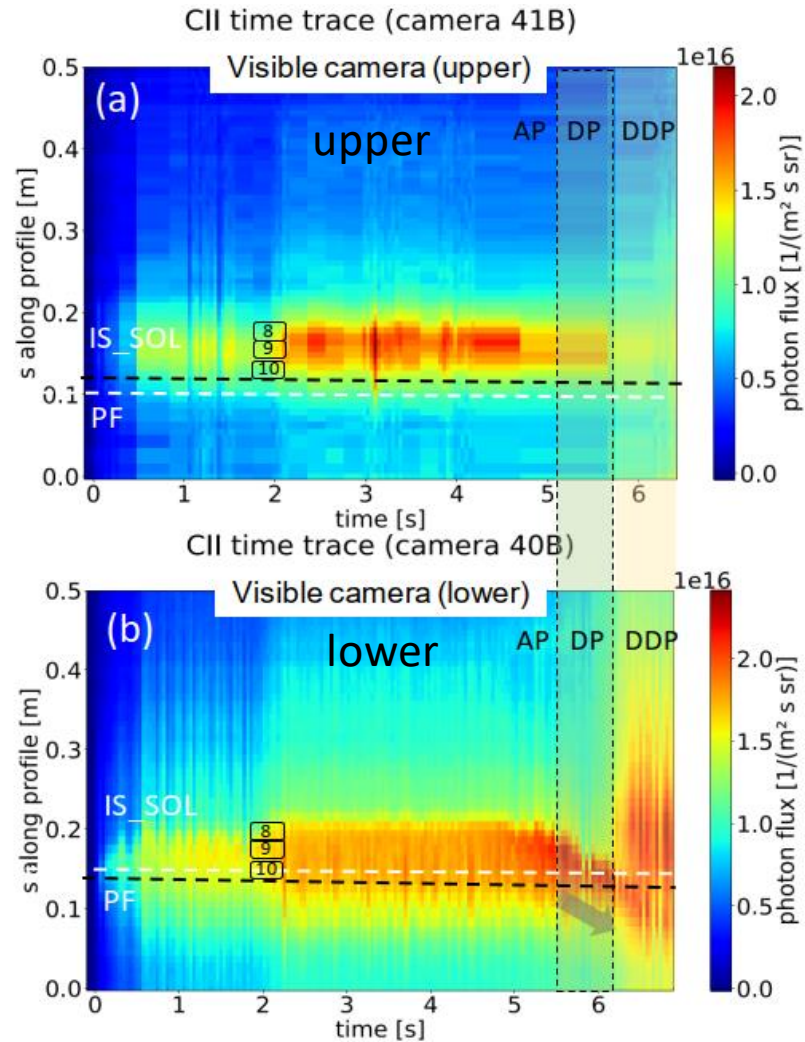 CII time trace (camera 41B)
Visible camera (upper)
1e16
(a)
upper
AP DP DDP
0.5
0.4
0.3
0.2
0.1
0.0
s along profile [m]
IS_SOL
PF
8
9
10
0 1 2 3 4 5 6
time [s]
2.0
1.5
1.0
0.5
0.0
photon flux [1/(m² s sr)]
CII time trace (camera 40B)
Visible camera (lower)
1e16
(b)
lower
AP DP DDP
0.5
0.4
0.3
0.2
0.1
0.0
s along profile [m]
IS_SOL
PF
8
9
10
0 1 2 3 4 5 6
time [s]
2.0
1.5
1.0
0.5
0.0
photon flux [1/(m² s sr)]